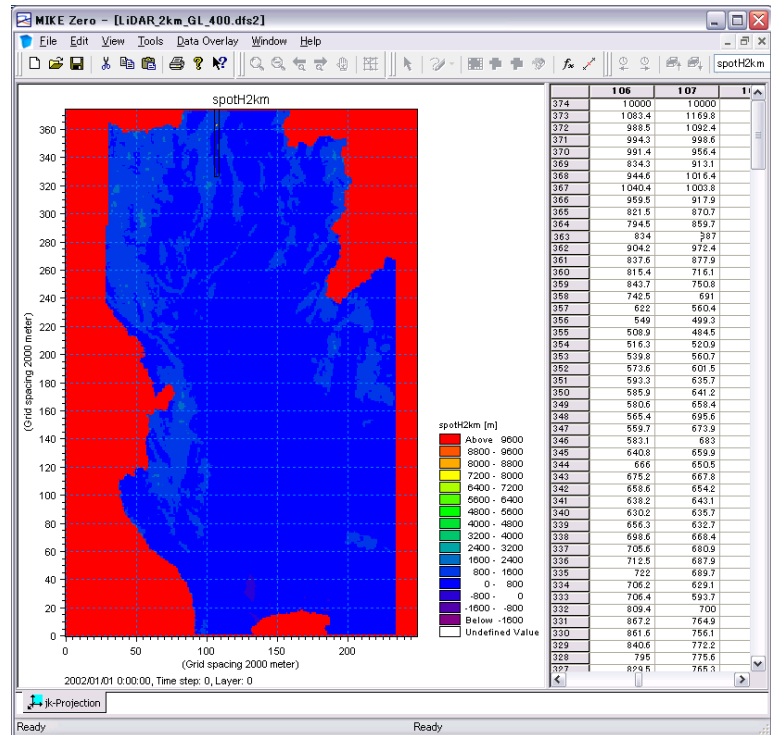 MIKE Zero - [LiDAR_2km_GL_400.dfs2]
File Edit View Tools Data Overlay Window Help
spotH2km
spotH2km
360
340
320
300
280
260
240
220
200
180
160
140
120
100
80
60
40
20
0
(Grid spacing 2000 meter)
0 50 100 150 200
(Grid spacing 2000 meter)
2002/01/01 0:00:00, Time step: 0, Layer: 0
spotH2km [m]
Above 9600
8800 - 9600
8000 - 8800
7200 - 8000
6400 - 7200
5600 - 6400
4800 - 5600
4000 - 4800
3200 - 4000
2400 - 3200
1600 - 2400
800 - 1600
0 - 800
-800 - 0
-1600 - -800
Below -1600
Undefined Value
106 107
374 10000 10000
373 1083.4 1169.8
372 988.5 1092.4
371 994.3 998.6
370 991.4 956.4
369 834.3 913.1
368 944.6 1016.4
367 1040.4 1003.8
366 959.5 917.9
365 821.5 870.7
364 794.5 859.7
363 834 887
362 904.2 972.4
361 837.6 877.9
360 815.4 716.1
359 843.7 750.8
358 742.5 691
357 622 560.4
356 549 499.3
355 508.9 484.5
354 516.3 520.9
353 539.8 560.7
352 573.6 601.5
351 593.3 635.7
350 585.9 641.2
349 580.6 658.4
348 565.4 695.6
347 559.7 673.9
346 583.1 683
345 640.8 659.9
344 666 650.5
343 675.2 667.8
342 658.6 654.2
341 638.2 643.1
340 630.2 635.7
339 656.3 632.7
338 698.6 668.4
337 705.6 680.9
336 712.5 687.9
335 722 689.7
334 706.2 629.1
333 706.4 593.7
332 809.4 700
331 867.2 764.9
330 861.6 756.1
329 840.6 772.2
328 795 775.6
327 829.5 765.3
jk-Projection
Ready Ready